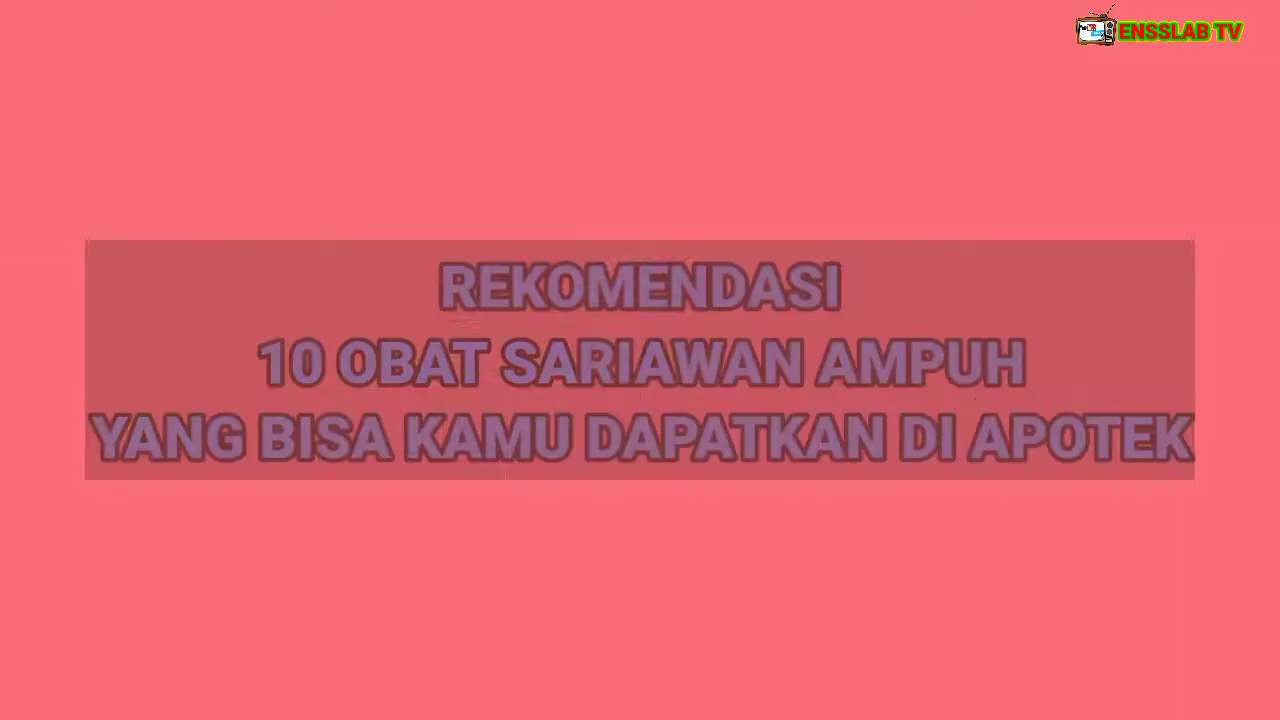 ENSSLAB TV
REKOMENDASI
10 OBAT SARIAWAN AMPUH
YANG BISA KAMU DAPATKAN DI APOTEK